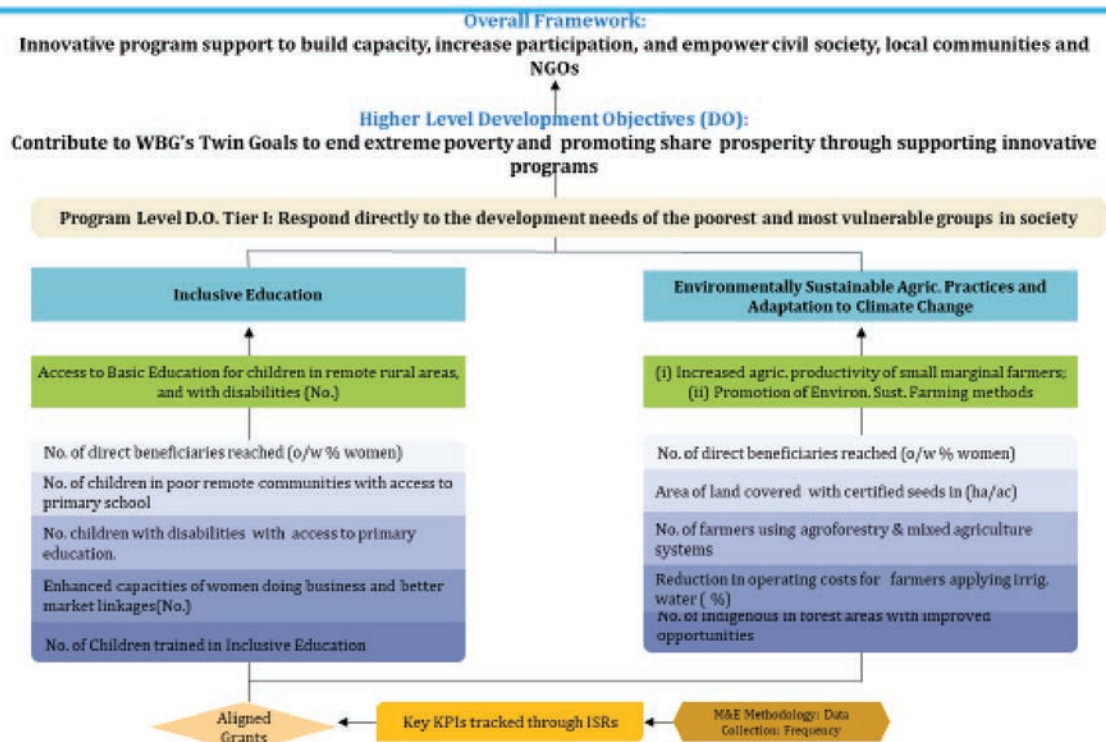 Overall Framework:
Innovative program support to build capacity, increase participation, and empower civil society, local communities and
NGOs
Higher Level Development Objectives (DO):
Contribute to WBG's Twin Goals to end extreme poverty and promoting share prosperity through supporting innovative
programs
Program Level D.O. Tier I: Respond directly to the development needs of the poorest and most vulnerable groups in society
Inclusive Education
Access to Basic Education for children in remote rural areas,
and with disabilities (No.)
No. of direct beneficiaries reached (o/w % women)
No. of children in poor remote communities with access to
primary school
No. children with disabilities with access to primary
education.
Enhanced capacities of women doing business and better
market linkages(No.)
No. of Children trained in Inclusive Education
Environmentally Sustainable Agric. Practices and
Adaptation to Climate Change
(i) Increased agric. productivity of small marginal farmers;
(ii) Promotion of Environ. Sust. Farming methods
No. of direct beneficiaries reached (o/w % women)
Area of land covered with certified seeds in (ha/ac)
No. of farmers using agroforestry & mixed agriculture
systems
Reduction in operating costs for farmers applying irrig.
water ( %)
No. of indigenous in forest areas with improved
opportunities
Aligned
Grants
Key KPIs tracked through ISRs
M&E Methodology: Data
Collection: Frequency